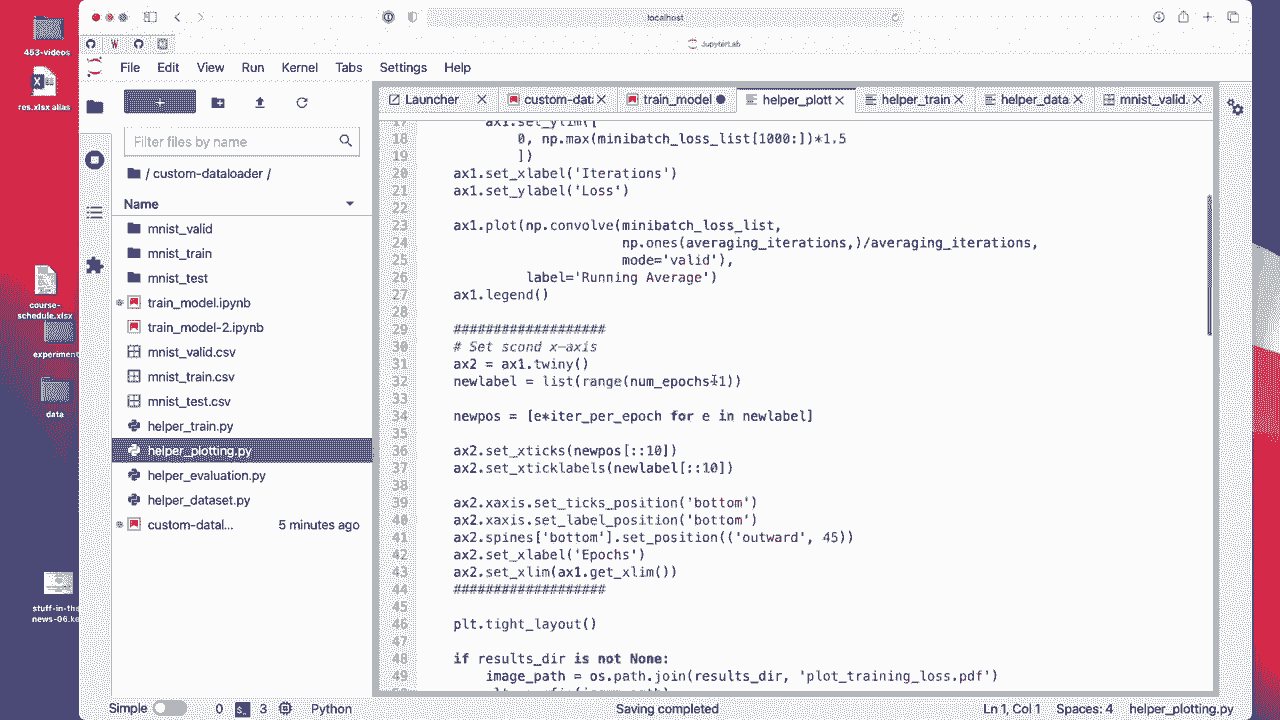 localhost
JupyterLab
File Edit View Run Kernel Tabs Settings Help
453-videos
res.xlsx alias
course-schedule.xlsx
experiment
data
stuff-in-the
news-06.ke
Filter files by name
/ custom-dataloader /
Name
mnist_valid
mnist_train
mnist_test
train_model.ipynb
train_model-2.ipynb
mnist_valid.csv
mnist_train.csv
mnist_test.csv
helper_train.py
helper_plotting.py
helper_evaluation.py
helper_dataset.py
custom-datal... 5 minutes ago
Launcher custom-dat train_model helper_plott helper_train helper_data mnist_valid.
17 ax1.set_ylim([
18 0, np.max(minibatch_loss_list[1000:])*1.5
19 ])
20 ax1.set_xlabel('Iterations')
21 ax1.set_ylabel('Loss')
22
23 ax1.plot(np.convolve(minibatch_loss_list,
24 np.ones(averaging_iterations,)/averaging_iterations,
25 mode='valid'),
26 label='Running Average')
27 ax1.legend()
28
29 ###################
30 # Set scond x-axis
31 ax2 = ax1.twiny()
32 newlabel = list(range(num_epochs+1))
33
34 newpos = [e*iter_per_epoch for e in newlabel]
35
36 ax2.set_xticks(newpos[::10])
37 ax2.set_xticklabels(newlabel[::10])
38
39 ax2.xaxis.set_ticks_position('bottom')
40 ax2.xaxis.set_label_position('bottom')
41 ax2.spines['bottom'].set_position(('outward', 45))
42 ax2.set_xlabel('Epochs')
43 ax2.set_xlim(ax1.get_xlim())
44 ###################
45
46 plt.tight_layout()
47
48 if results_dir is not None:
49 image_path = os.path.join(results_dir, 'plot_training_loss.pdf')
Simple 0 3 Python Saving completed Ln 1, Col 1 Spaces: 4 helper_plotting.py